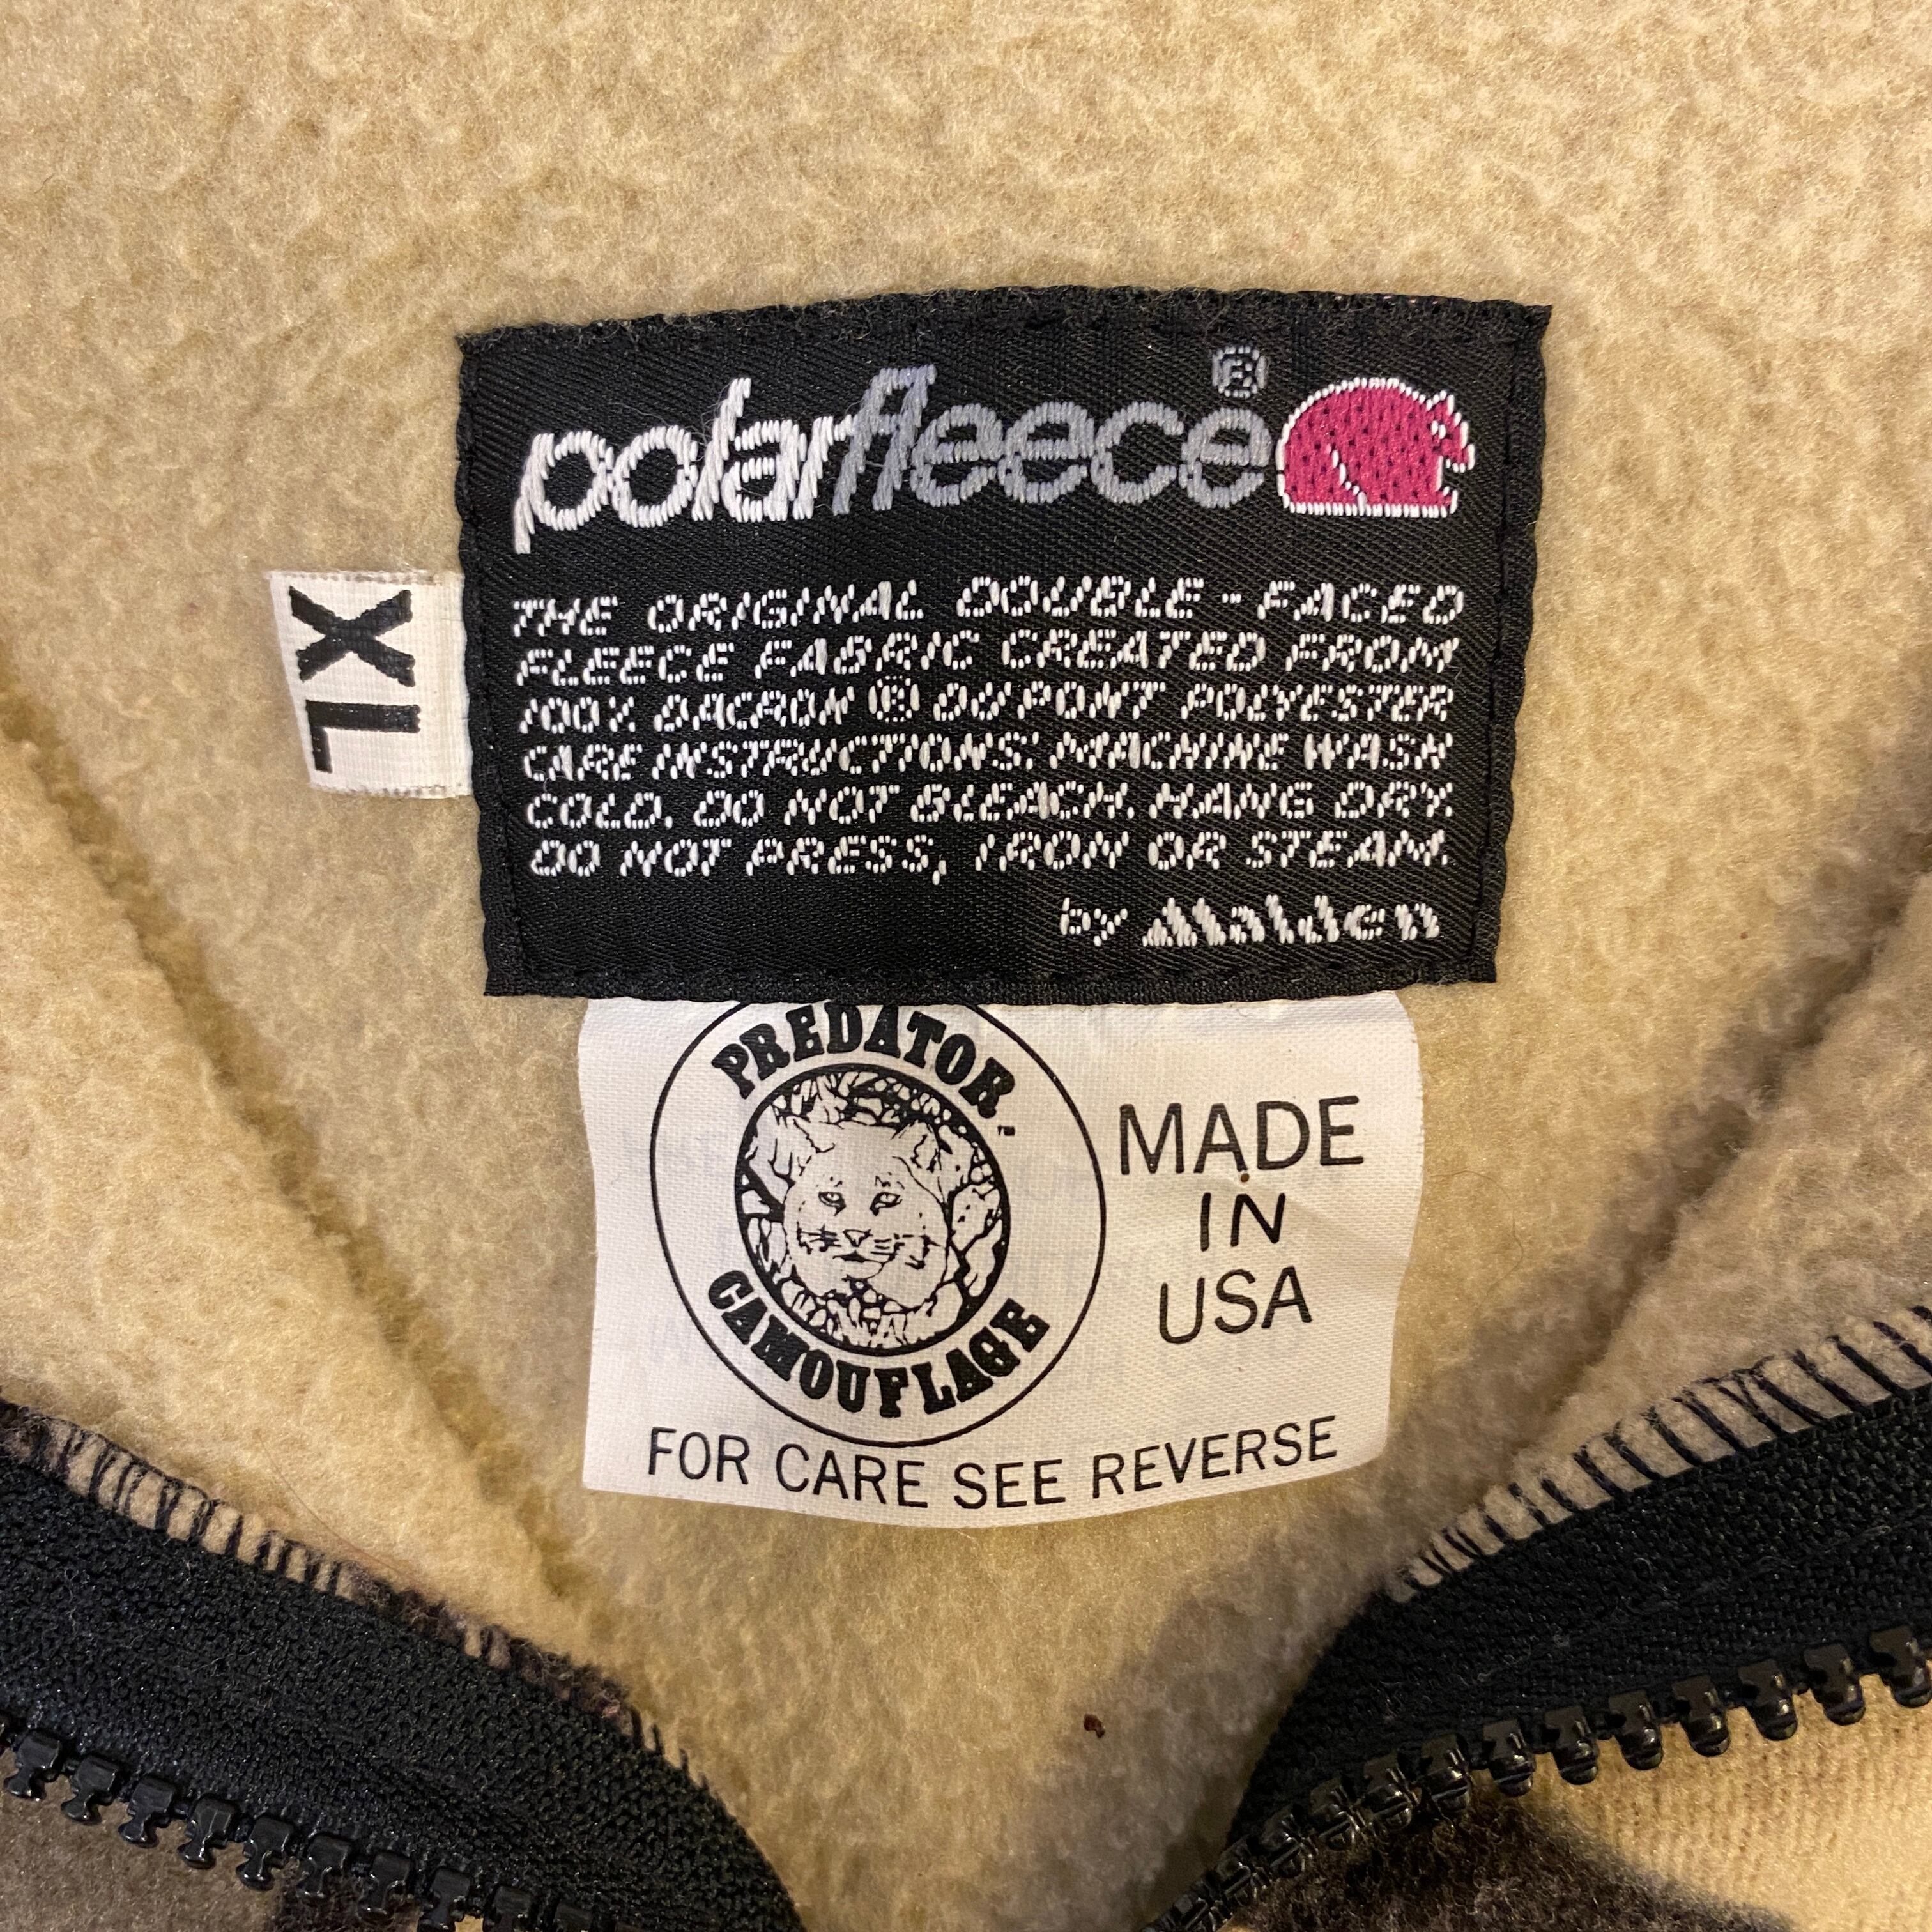 polarfleece®
THE ORIGINAL DOUBLE-FACED
FLEECE FABRIC CREATED FROM
100% DACRON ® DUPONT POLYESTER
CARE INSTRUCTIONS: MACHINE WASH
COLD. DO NOT BLEACH. HANG DRY.
DO NOT PRESS, IRON OR STEAM.
by Malden
XL
PREDATOR™
CAMOUFLAGE
MADE
IN
USA
FOR CARE SEE REVERSE